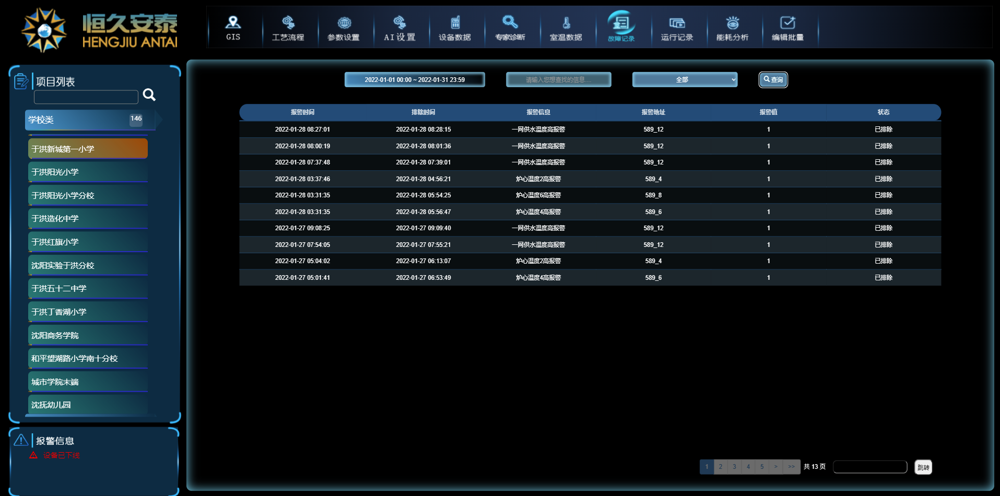 恒久安泰
HENGJIU ANTAI
GIS
工艺流程
参数设置
AI设置
设备数据
专家诊断
室温数据
故障记录
运行记录
能耗分析
编辑批量
项目列表
学校类 146
于洪新城第一小学
于洪阳光小学
于洪阳光小学分校
于洪造化中学
于洪红旗小学
沈阳实验于洪分校
于洪五十二中学
于洪丁香湖小学
沈阳商务学院
和平望湖路小学南十分校
城市学院末端
沈抚幼儿园
报警信息
设备已下线
2022-01-01 00:00 ~ 2022-01-31 23:59
请输入您想查找的信息....
全部
查询
报警时间 排除时间 报警信息 报警地址 报警值 状态
2022-01-28 08:27:01 2022-01-28 08:28:15 一网供水温度高报警 589_12 1 已排除
2022-01-28 08:00:19 2022-01-28 08:01:36 一网供水温度高报警 589_12 1 已排除
2022-01-28 07:37:48 2022-01-28 07:39:01 一网供水温度高报警 589_12 1 已排除
2022-01-28 03:37:46 2022-01-28 04:56:21 炉心温度2高报警 589_4 1 已排除
2022-01-28 03:31:35 2022-01-28 05:54:25 炉心温度6高报警 589_8 1 已排除
2022-01-28 03:31:35 2022-01-28 05:56:47 炉心温度4高报警 589_6 1 已排除
2022-01-27 09:08:25 2022-01-27 09:09:40 一网供水温度高报警 589_12 1 已排除
2022-01-27 07:54:05 2022-01-27 07:55:21 一网供水温度高报警 589_12 1 已排除
2022-01-27 05:04:02 2022-01-27 06:13:07 炉心温度2高报警 589_4 1 已排除
2022-01-27 05:01:41 2022-01-27 06:53:49 炉心温度4高报警 589_6 1 已排除
1 2 3 4 5 > >> 共 13 页 跳转